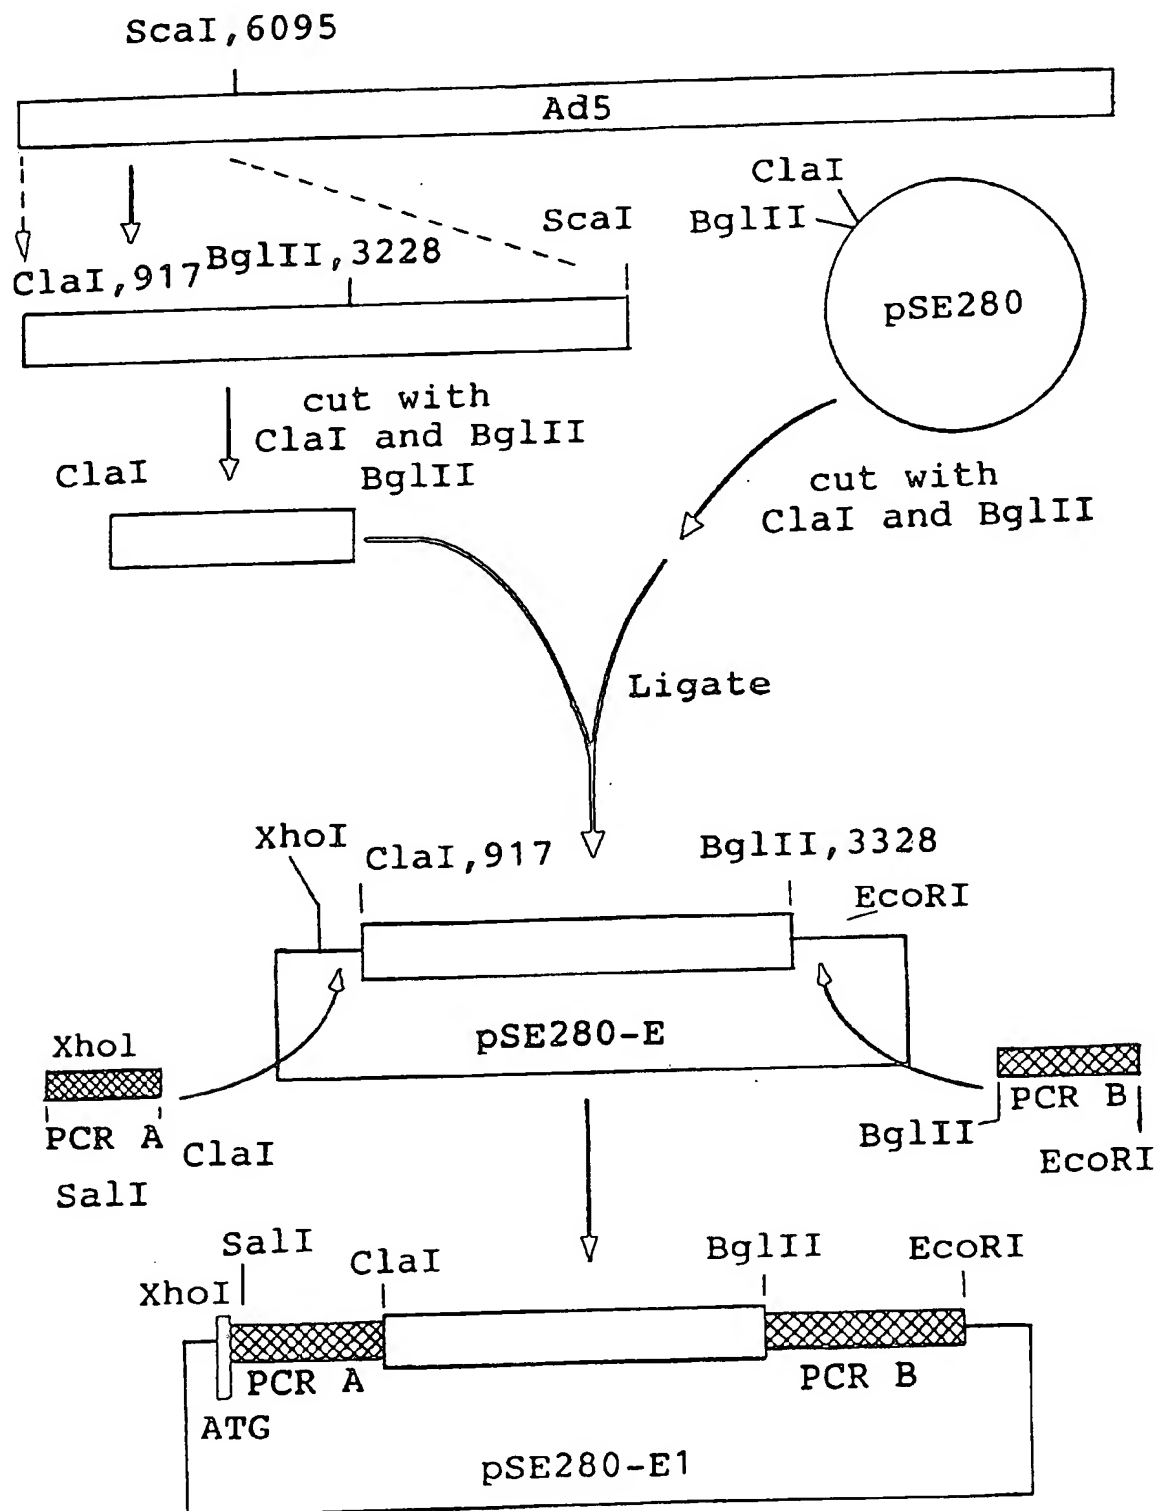 ScaI,6095
Ad5
ClaI
BglII
ScaI
ClaI,917
BglII,3228
pSE280
cut with
ClaI and BglII
ClaI
BglII
cut with
ClaI and BglII
Ligate
XhoI
ClaI,917
BglII,3328
EcoRI
pSE280-E
Xhol
PCR A
ClaI
SalI
PCR B
BglII
EcoRI
SalI
ClaI
BglII
EcoRI
XhoI
PCR A
PCR B
ATG
pSE280-E1